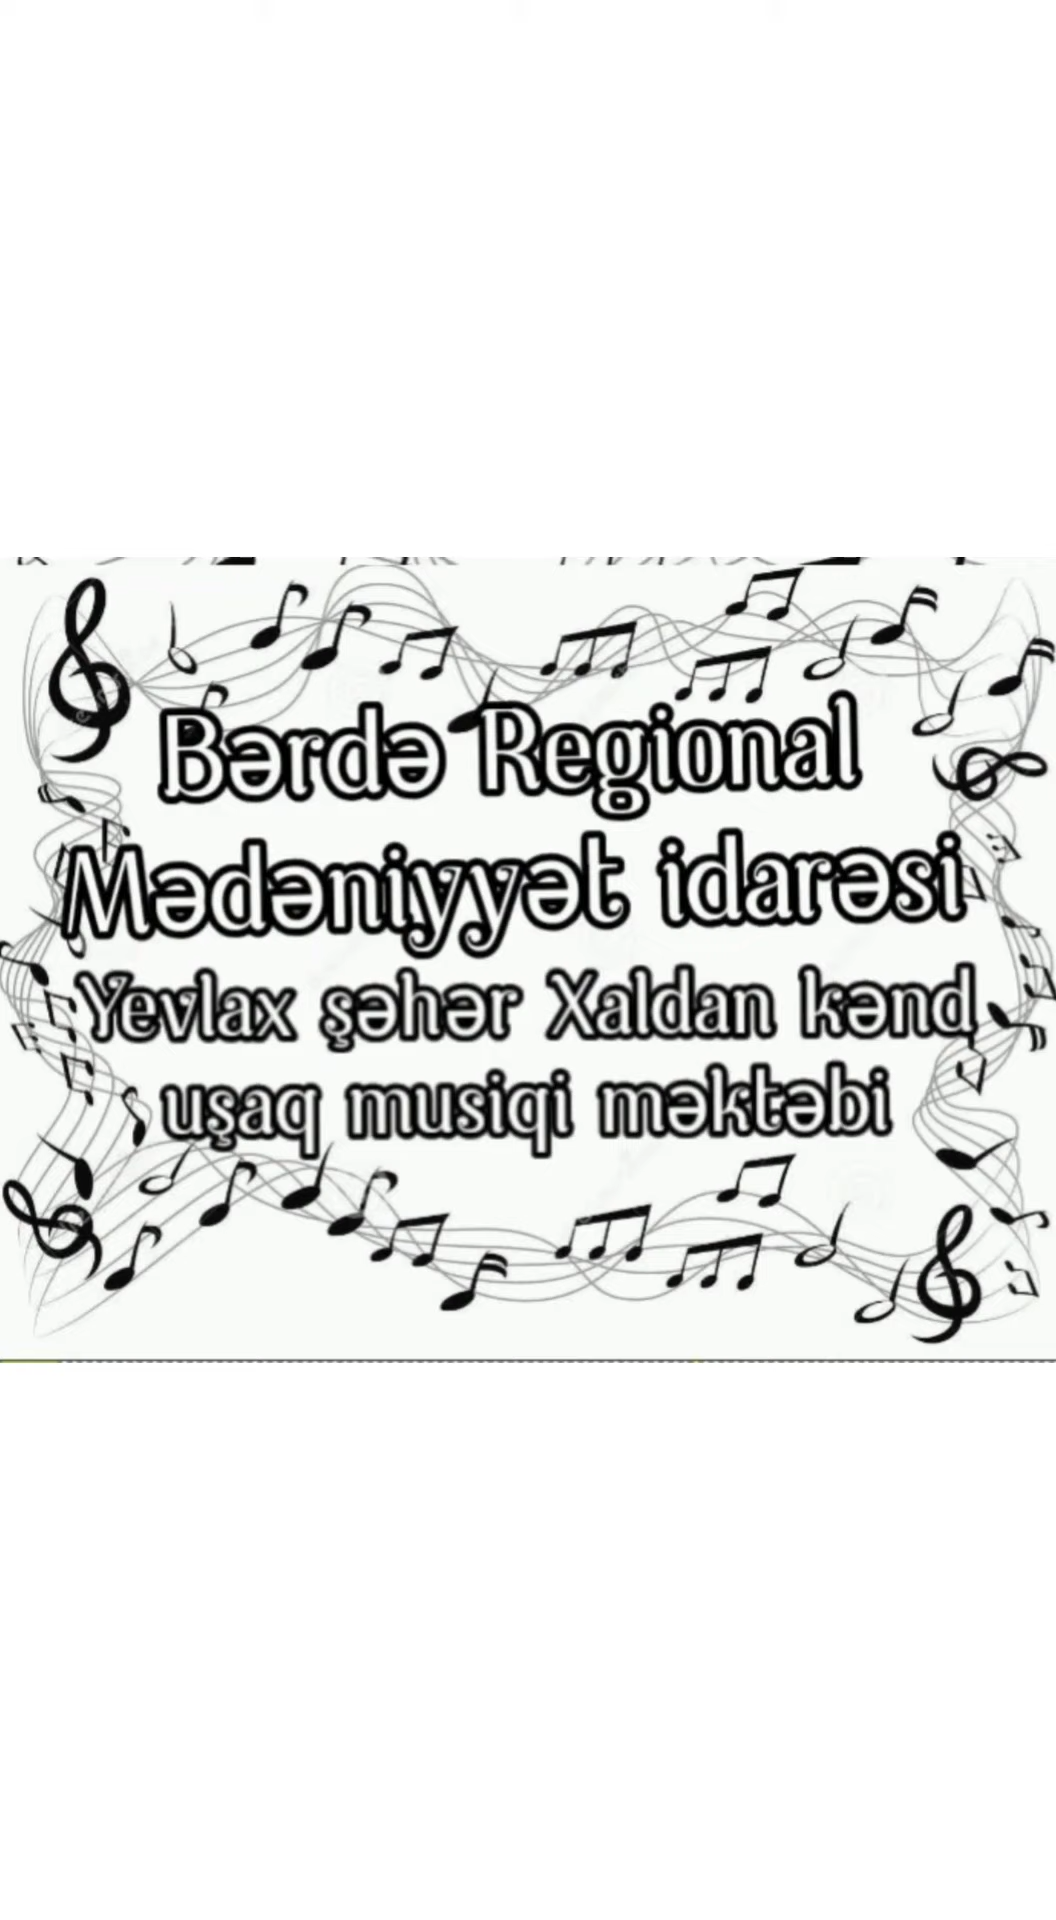 Bərdə Regional
Mədəniyyət idarəsi
Yevlax şəhər Xaldan kənd
uşaq musiqi məktəbi